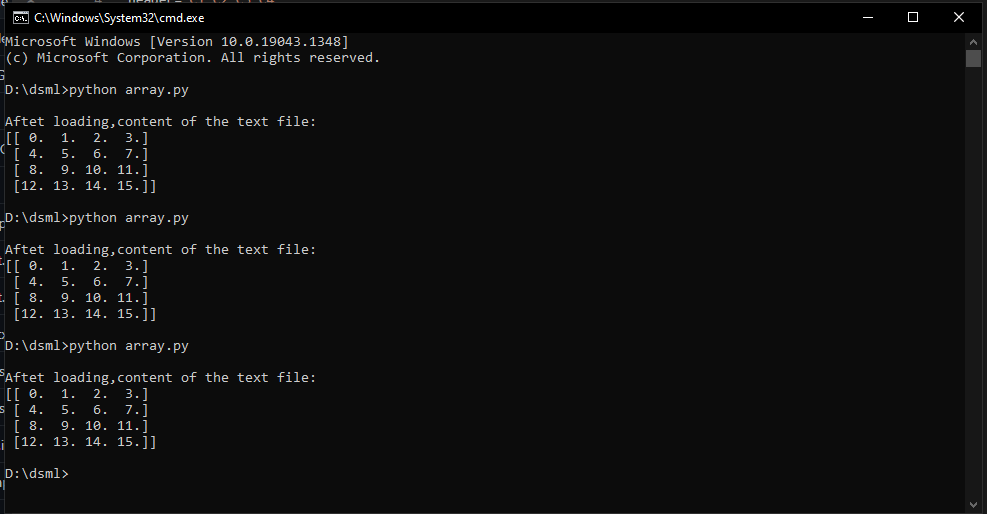 C:\Windows\System32\cmd.exe
Microsoft Windows [Version 10.0.19043.1348]
(c) Microsoft Corporation. All rights reserved.
D:\dsml>python array.py
Aftet loading,content of the text file:
[[ 0.  1.  2.  3.]
 [ 4.  5.  6.  7.]
 [ 8.  9. 10. 11.]
 [12. 13. 14. 15.]]
D:\dsml>python array.py
Aftet loading,content of the text file:
[[ 0.  1.  2.  3.]
 [ 4.  5.  6.  7.]
 [ 8.  9. 10. 11.]
 [12. 13. 14. 15.]]
D:\dsml>python array.py
Aftet loading,content of the text file:
[[ 0.  1.  2.  3.]
 [ 4.  5.  6.  7.]
 [ 8.  9. 10. 11.]
 [12. 13. 14. 15.]]
D:\dsml>